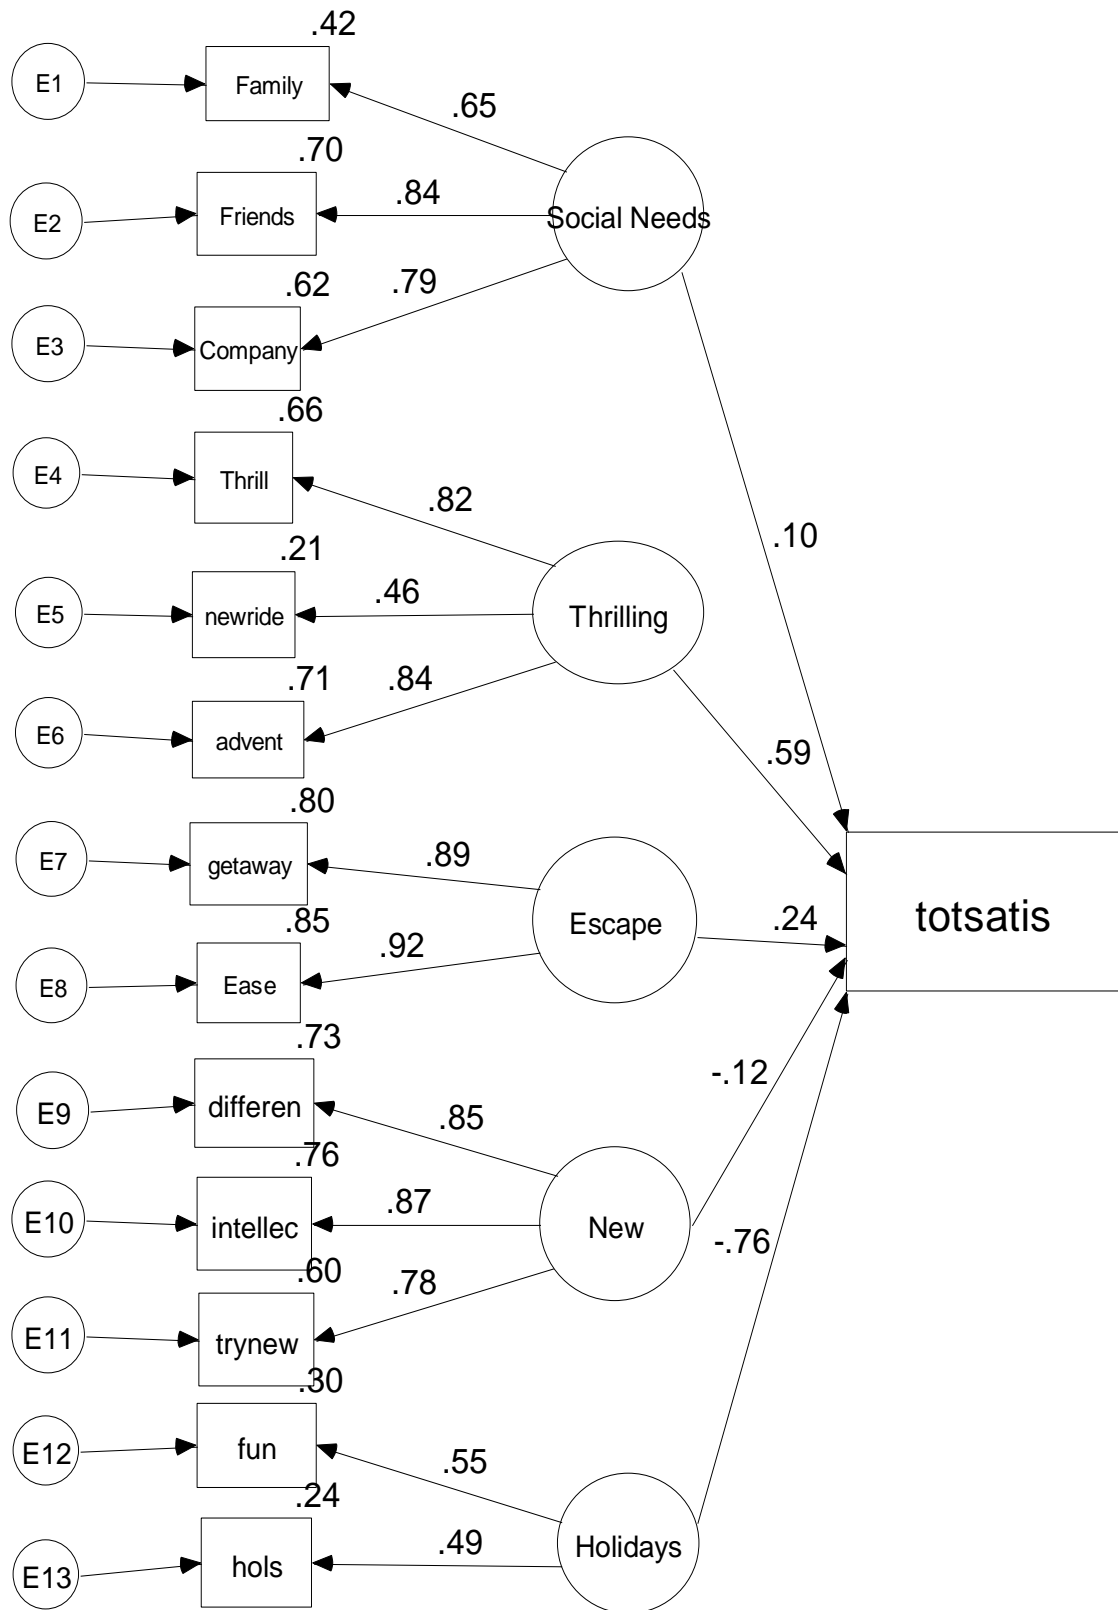 .42
E1
Family
.65
.70
E2
Friends
.84
Social Needs
.62
.79
E3
Company
.66
E4
Thrill
.82
.10
.21
E5
newride
.46
Thrilling
.71
.84
E6
advent
.59
.80
E7
getaway
.89
.85
Escape
.24
totsatis
.92
E8
Ease
.73
-.12
E9
differen
.85
.76
E10
intellec
.87
New
-.76
.60
.78
E11
trynew
.30
E12
fun
.55
.24
Holidays
E13
hols
.49